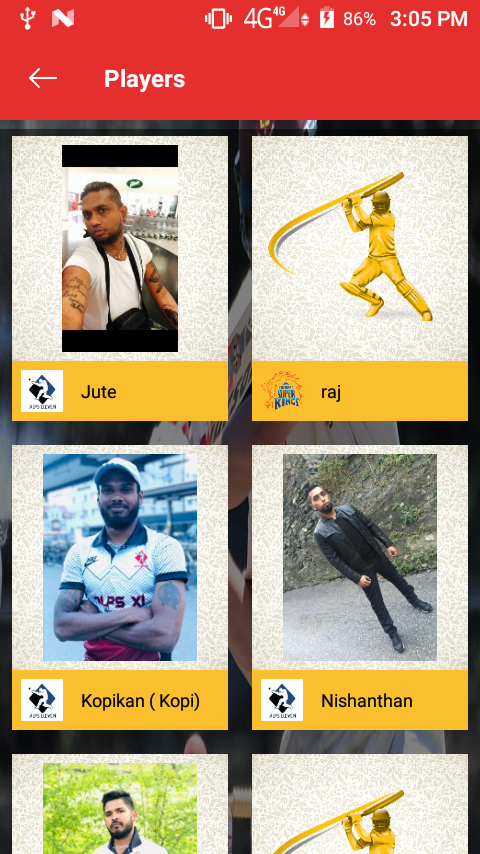 4G 4G 86% 3:05 PM
Players
ALPS ELEVEN
Jute
SUPER
KINGS
raj
ALPS XI
ALPS ELEVEN
Kopikan ( Kopi)
ALPS ELEVEN
Nishanthan